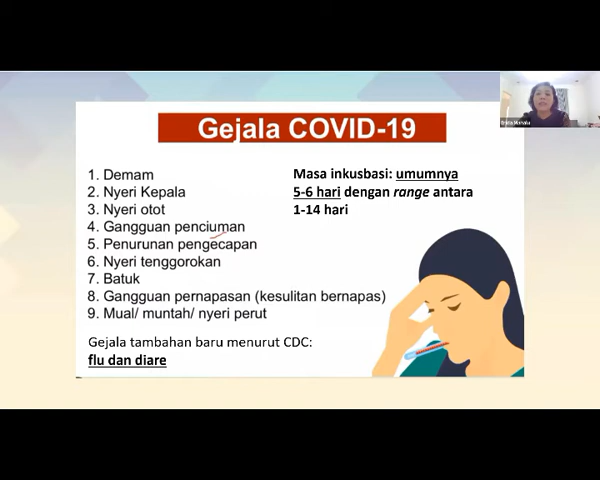 Gejala COVID-19
1. Demam
2. Nyeri Kepala
3. Nyeri otot
4. Gangguan penciuman
5. Penurunan pengecapan
6. Nyeri tenggorokan
7. Batuk
8. Gangguan pernapasan (kesulitan bernapas)
9. Mual/ muntah/ nyeri perut
Gejala tambahan baru menurut CDC:
flu dan diare
Masa inkusbasi: umumnya
5-6 hari dengan range antara
1-14 hari